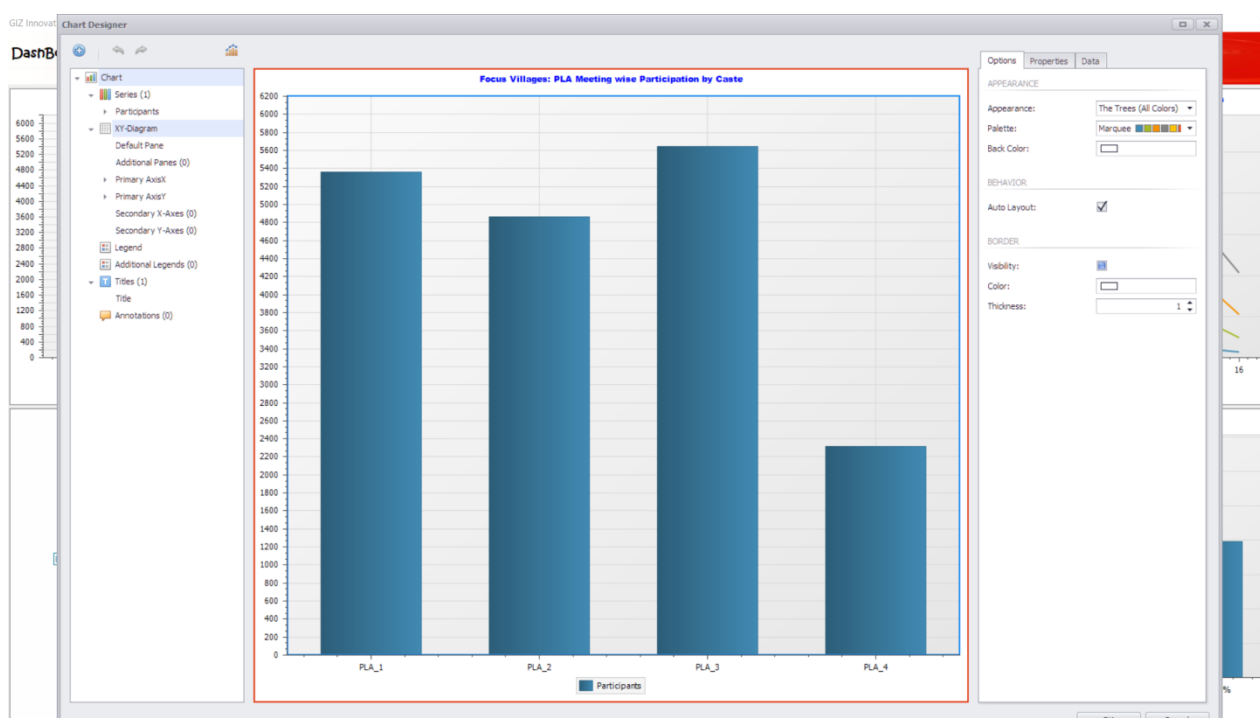 GIZ Innovat
Chart Designer
DashB
Chart
Series (1)
Participants
XY-Diagram
Default Pane
Additional Panes (0)
Primary AxisX
Primary AxisY
Secondary X-Axes (0)
Secondary Y-Axes (0)
Legend
Additional Legends (0)
Titles (1)
Title
Annotations (0)
6000
5600
5200
4800
4400
4000
3600
3200
2800
2400
2000
1600
1200
800
400
0
Focus Villages: PLA Meeting wise Participation by Caste
6200
6000
5800
5600
5400
5200
5000
4800
4600
4400
4200
4000
3800
3600
3400
3200
3000
2800
2600
2400
2200
2000
1800
1600
1400
1200
1000
800
600
400
200
0
PLA_1 PLA_2 PLA_3 PLA_4
Participants
Options Properties Data
APPEARANCE
Appearance: The Trees (All Colors)
Palette: Marquee
Back Color:
BEHAVIOR
Auto Layout:
BORDER
Visibility:
Color:
Thickness: 1
16
%